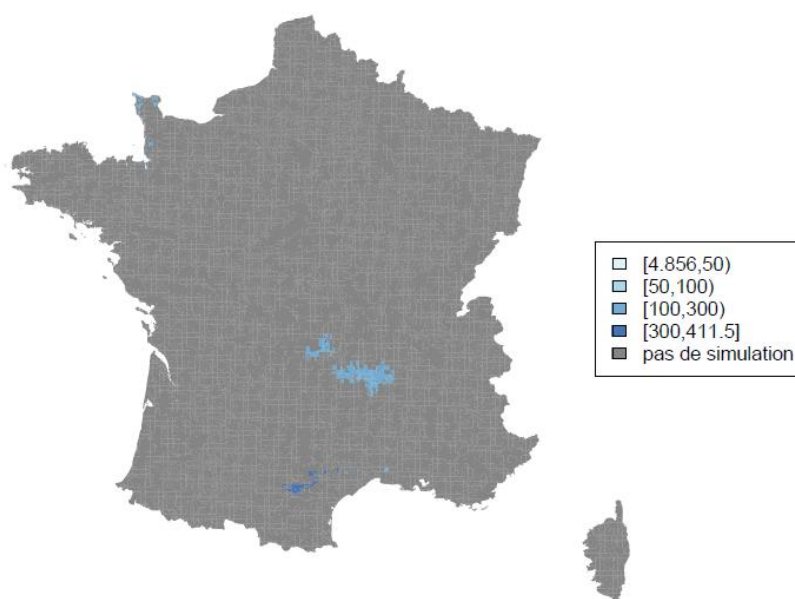 [4.856,50)
[50,100)
[100,300)
[300,411.5]
pas de simulation